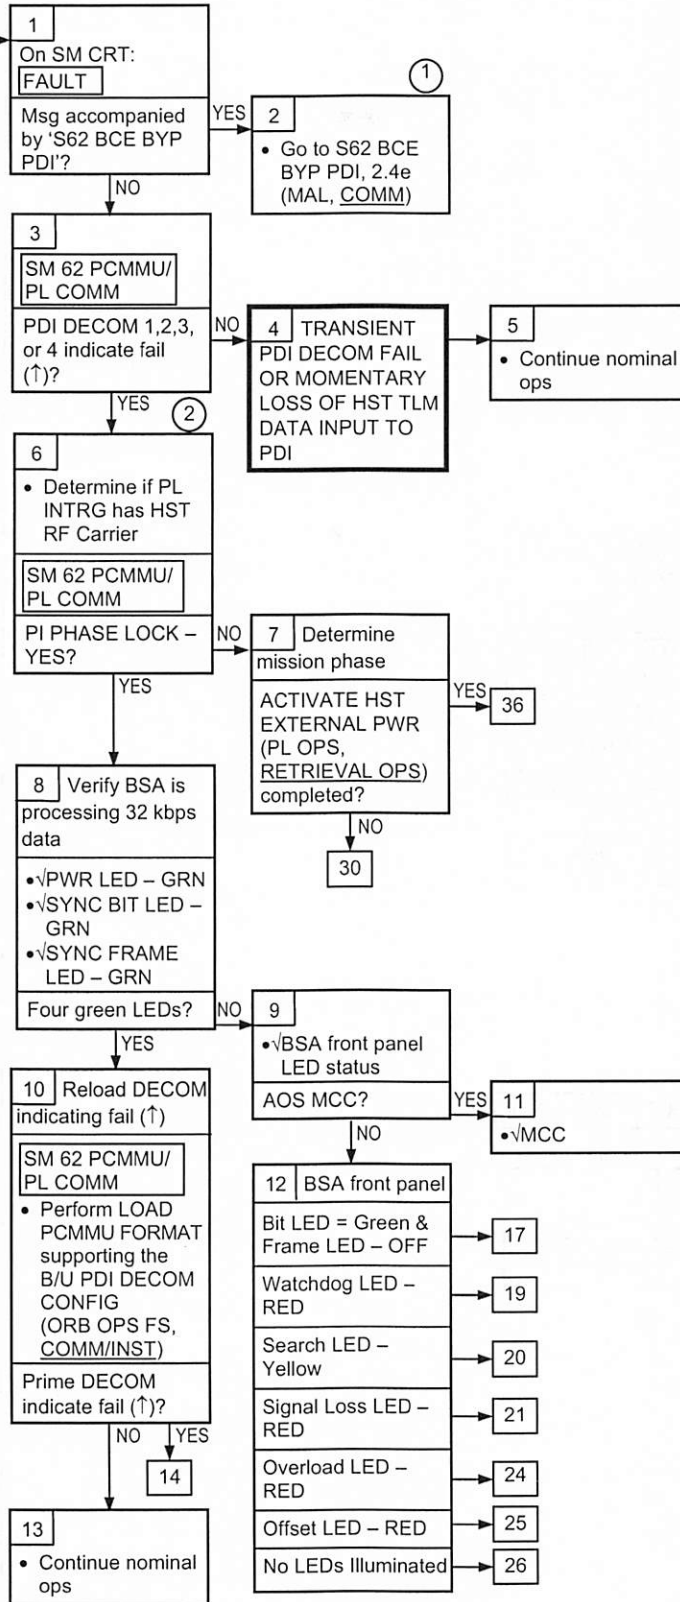 1
On SM CRT:
FAULT
Msg accompanied
by ‘S62 BCE BYP
PDI’?
YES
NO
1
2
• Go to S62 BCE
BYP PDI, 2.4e
(MAL, COMM)
3
SM 62 PCMMU/
PL COMM
PDI DECOM 1,2,3,
or 4 indicate fail
(↑)?
NO
YES
4 TRANSIENT
PDI DECOM FAIL
OR MOMENTARY
LOSS OF HST TLM
DATA INPUT TO
PDI
5
• Continue nominal
ops
2
6
• Determine if PL
INTRG has HST
RF Carrier
SM 62 PCMMU/
PL COMM
PI PHASE LOCK –
YES?
NO
YES
7 Determine
mission phase
ACTIVATE HST
EXTERNAL PWR
(PL OPS,
RETRIEVAL OPS)
completed?
YES
36
NO
30
8 Verify BSA is
processing 32 kbps
data
•√PWR LED – GRN
•√SYNC BIT LED –
GRN
•√SYNC FRAME
LED – GRN
Four green LEDs?
NO
YES
9
•√BSA front panel
LED status
AOS MCC?
YES
NO
11
•√MCC
10 Reload DECOM
indicating fail (↑)
SM 62 PCMMU/
PL COMM
• Perform LOAD
PCMMU FORMAT
supporting the
B/U PDI DECOM
CONFIG
(ORB OPS FS,
COMM/INST)
Prime DECOM
indicate fail (↑)?
NO
YES
14
12 BSA front panel
Bit LED = Green &
Frame LED – OFF
17
Watchdog LED –
RED
19
Search LED –
Yellow
20
Signal Loss LED –
RED
21
Overload LED –
RED
24
Offset LED – RED
25
No LEDs Illuminated
26
13
• Continue nominal
ops